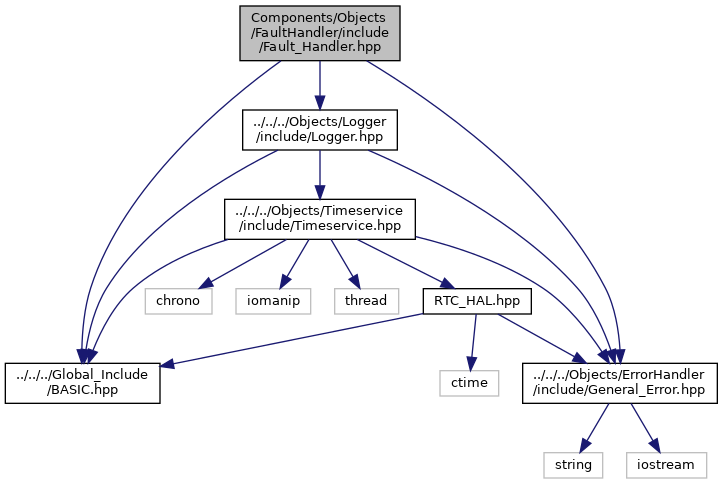 Components/Objects
/FaultHandler/include
/Fault_Handler.hpp
../../../Objects/Logger
/include/Logger.hpp
../../../Objects/Timeservice
/include/Timeservice.hpp
chrono
iomanip
thread
RTC_HAL.hpp
../../../Global_Include
/BASIC.hpp
ctime
../../../Objects/ErrorHandler
/include/General_Error.hpp
string
iostream